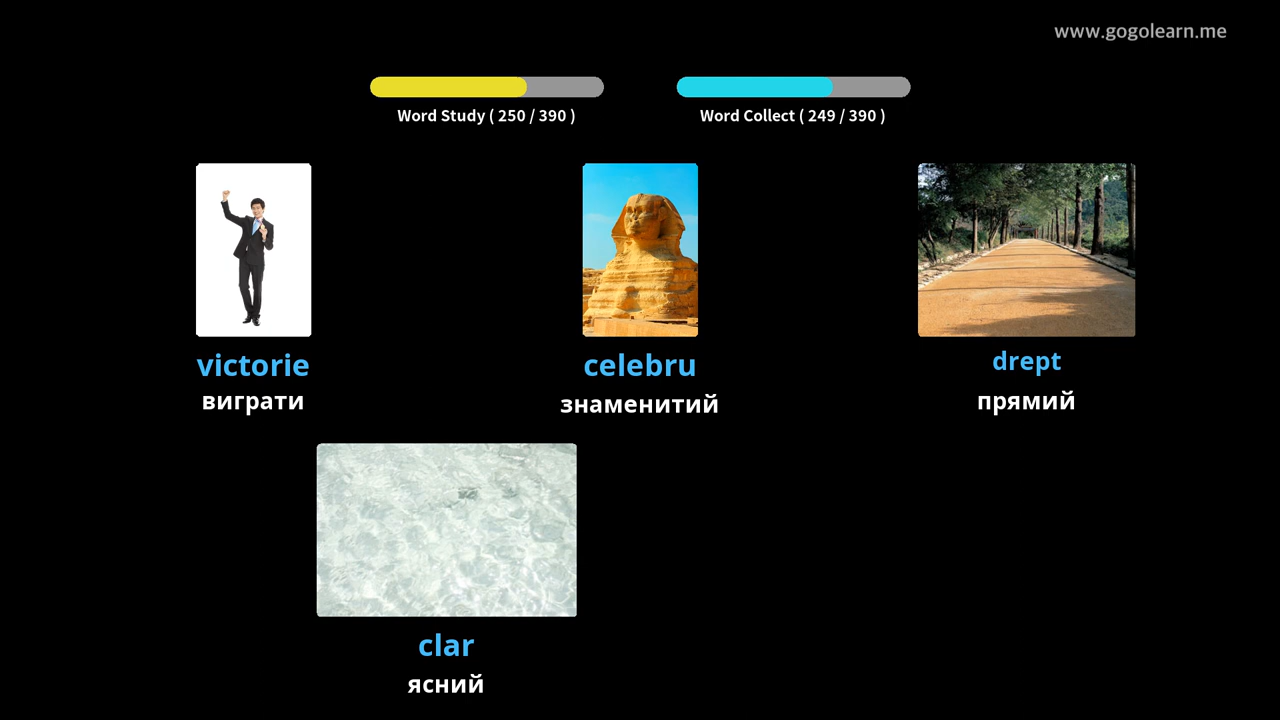 www.gogolearn.me
Word Study ( 250 / 390 )
Word Collect ( 249 / 390 )
victorie
виграти
celebru
знаменитий
drept
прямий
clar
ясний